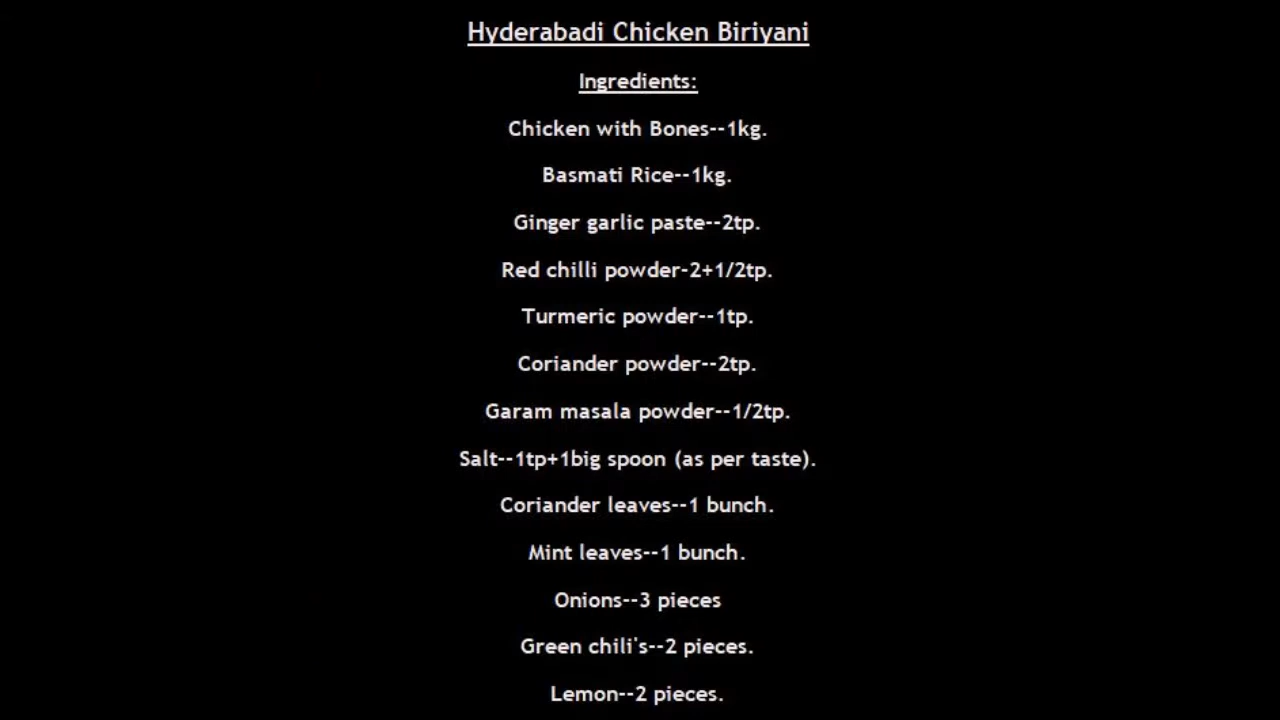 Hyderabadi Chicken Biriyani
Ingredients:
Chicken with Bones--1kg.
Basmati Rice--1kg.
Ginger garlic paste--2tp.
Red chilli powder-2+1/2tp.
Turmeric powder--1tp.
Coriander powder--2tp.
Garam masala powder--1/2tp.
Salt--1tp+1big spoon (as per taste).
Coriander leaves--1 bunch.
Mint leaves--1 bunch.
Onions--3 pieces
Green chili's--2 pieces.
Lemon--2 pieces.